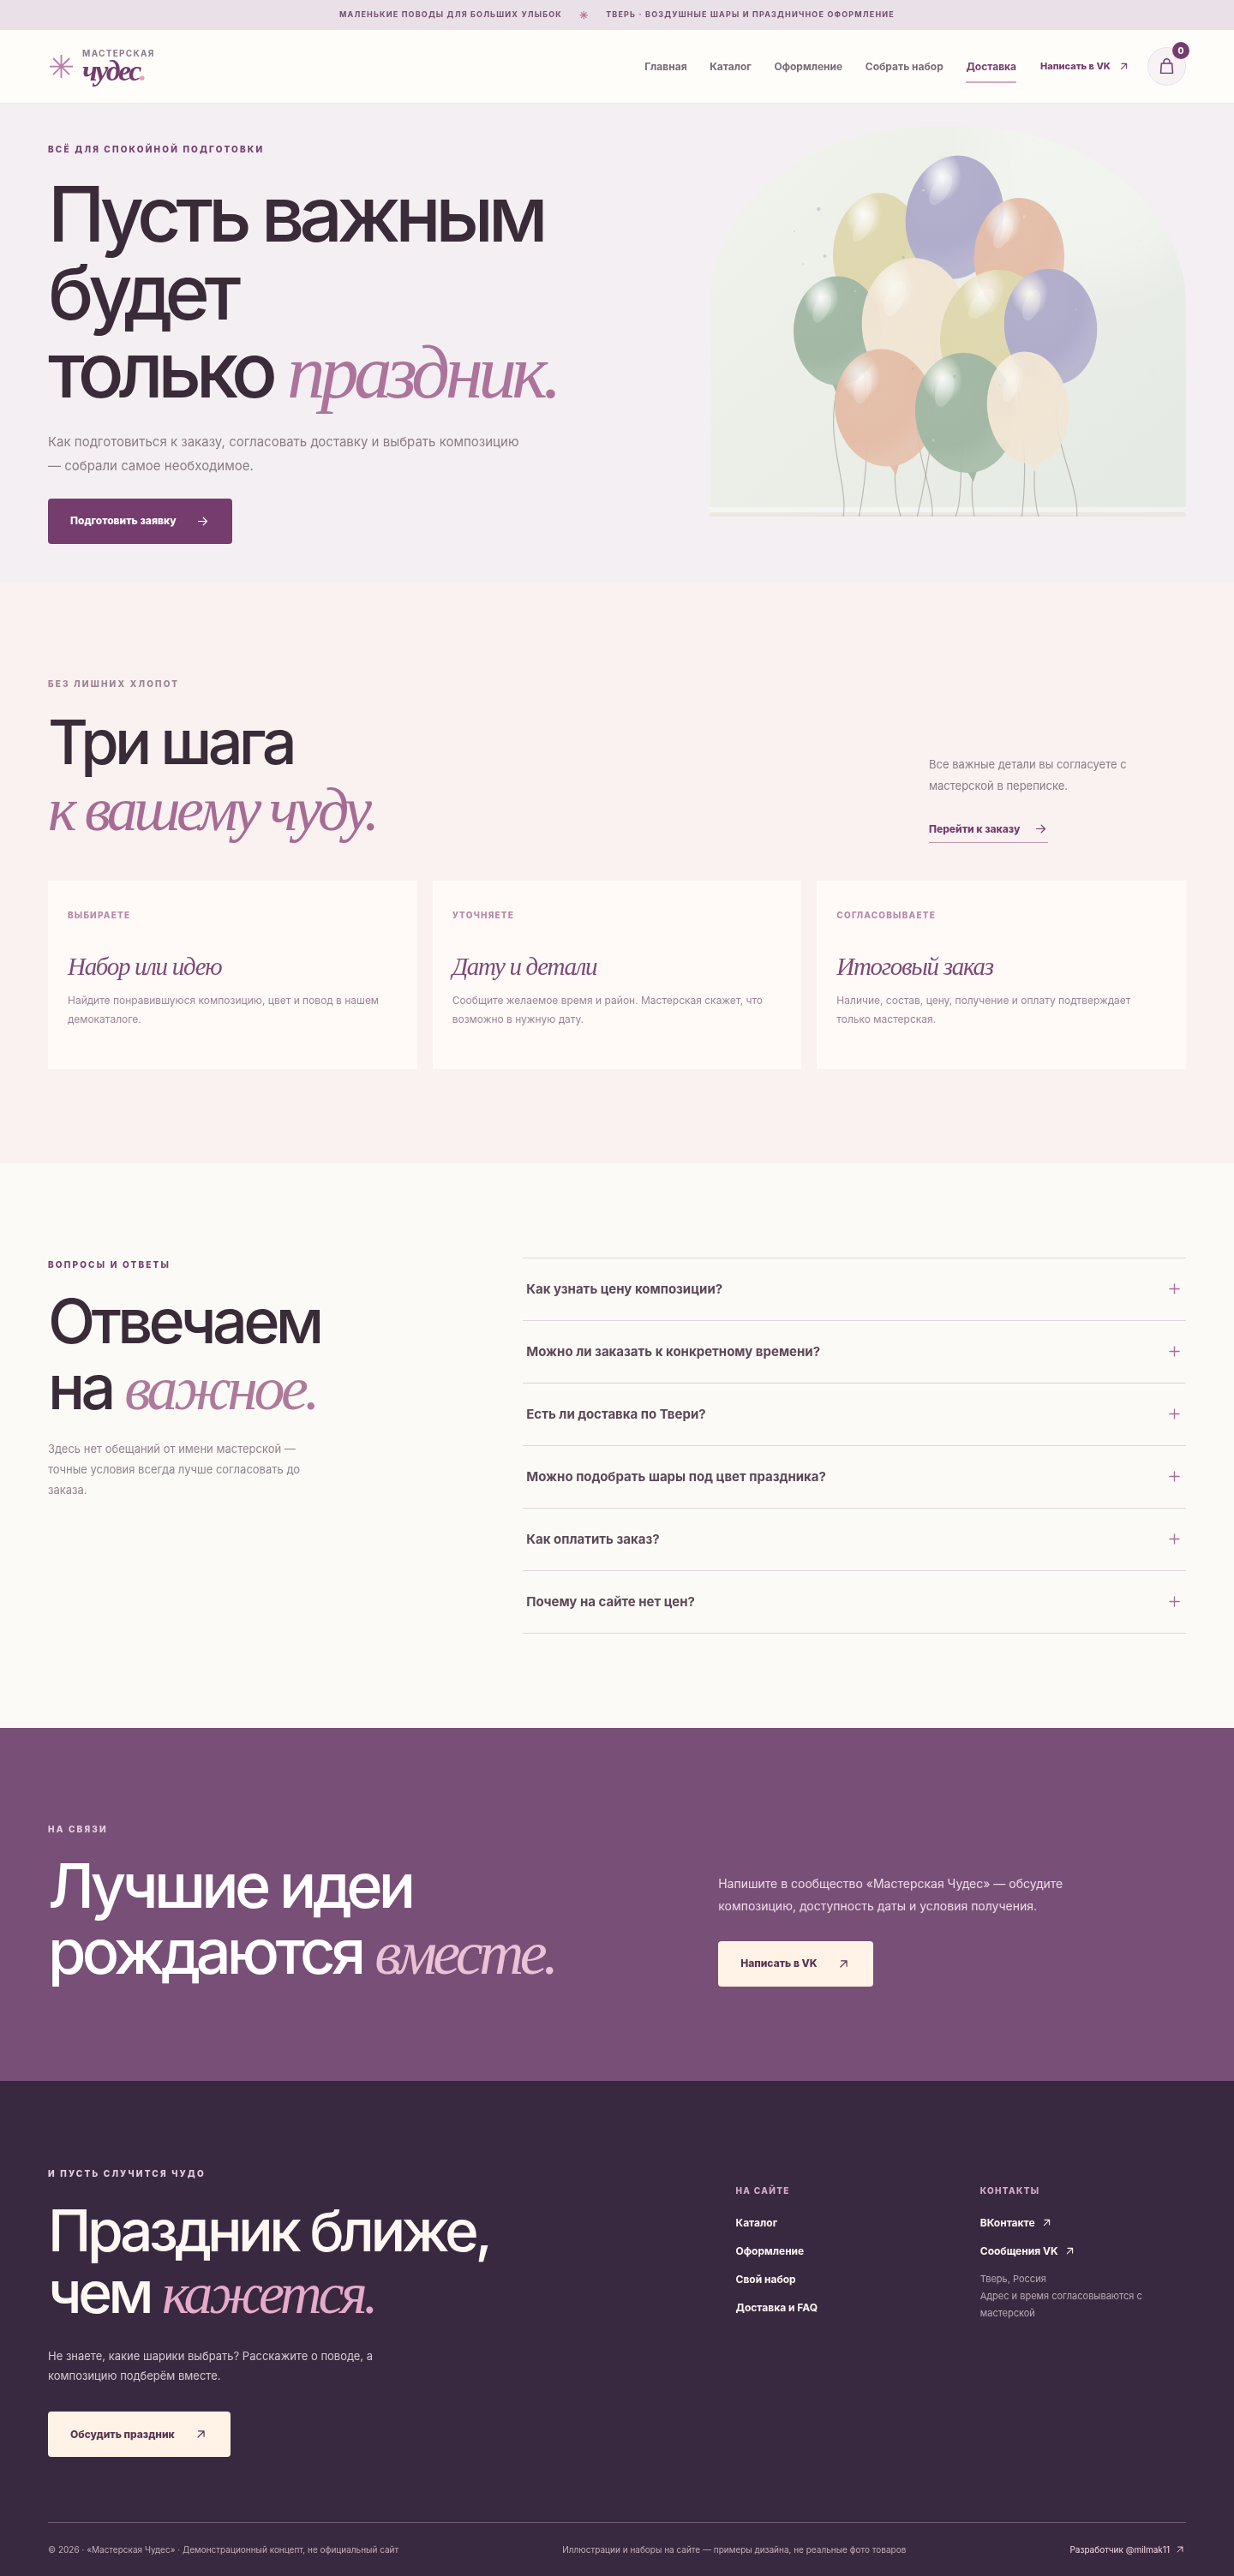 МАЛЕНЬКИЕ ПОВОДЫ ДЛЯ БОЛЬШИХ УЛЫБОК
ТВЕРЬ · ВОЗДУШНЫЕ ШАРЫ И ПРАЗДНИЧНОЕ ОФОРМЛЕНИЕ
МАСТЕРСКАЯ
чудес.
Главная
Каталог
Оформление
Собрать набор
Доставка
Написать в VK
0
ВСЁ ДЛЯ СПОКОЙНОЙ ПОДГОТОВКИ
Пусть важным
будет
только праздник.
Как подготовиться к заказу, согласовать доставку и выбрать композицию
— собрали самое необходимое.
Подготовить заявку
БЕЗ ЛИШНИХ ХЛОПОТ
Три шага
к вашему чуду.
Все важные детали вы согласуете с
мастерской в переписке.
Перейти к заказу
ВЫБИРАЕТЕ
Набор или идею
Найдите понравившуюся композицию, цвет и повод в нашем
демокаталоге.
УТОЧНЯЕТЕ
Дату и детали
Сообщите желаемое время и район. Мастерская скажет, что
возможно в нужную дату.
СОГЛАСОВЫВАЕТЕ
Итоговый заказ
Наличие, состав, цену, получение и оплату подтверждает
только мастерская.
ВОПРОСЫ И ОТВЕТЫ
Отвечаем
на важное.
Здесь нет обещаний от имени мастерской —
точные условия всегда лучше согласовать до
заказа.
Как узнать цену композиции?
Можно ли заказать к конкретному времени?
Есть ли доставка по Твери?
Можно подобрать шары под цвет праздника?
Как оплатить заказ?
Почему на сайте нет цен?
НА СВЯЗИ
Лучшие идеи
рождаются вместе.
Напишите в сообщество «Мастерская Чудес» — обсудите
композицию, доступность даты и условия получения.
Написать в VK
И ПУСТЬ СЛУЧИТСЯ ЧУДО
Праздник ближе,
чем кажется.
Не знаете, какие шарики выбрать? Расскажите о поводе, а
композицию подберём вместе.
Обсудить праздник
НА САЙТЕ
Каталог
Оформление
Свой набор
Доставка и FAQ
КОНТАКТЫ
ВКонтакте
Сообщения VK
Тверь, Россия
Адрес и время согласовываются с
мастерской
© 2026 · «Мастерская Чудес» · Демонстрационный концепт, не официальный сайт
Иллюстрации и наборы на сайте — примеры дизайна, не реальные фото товаров
Разработчик @milmak11